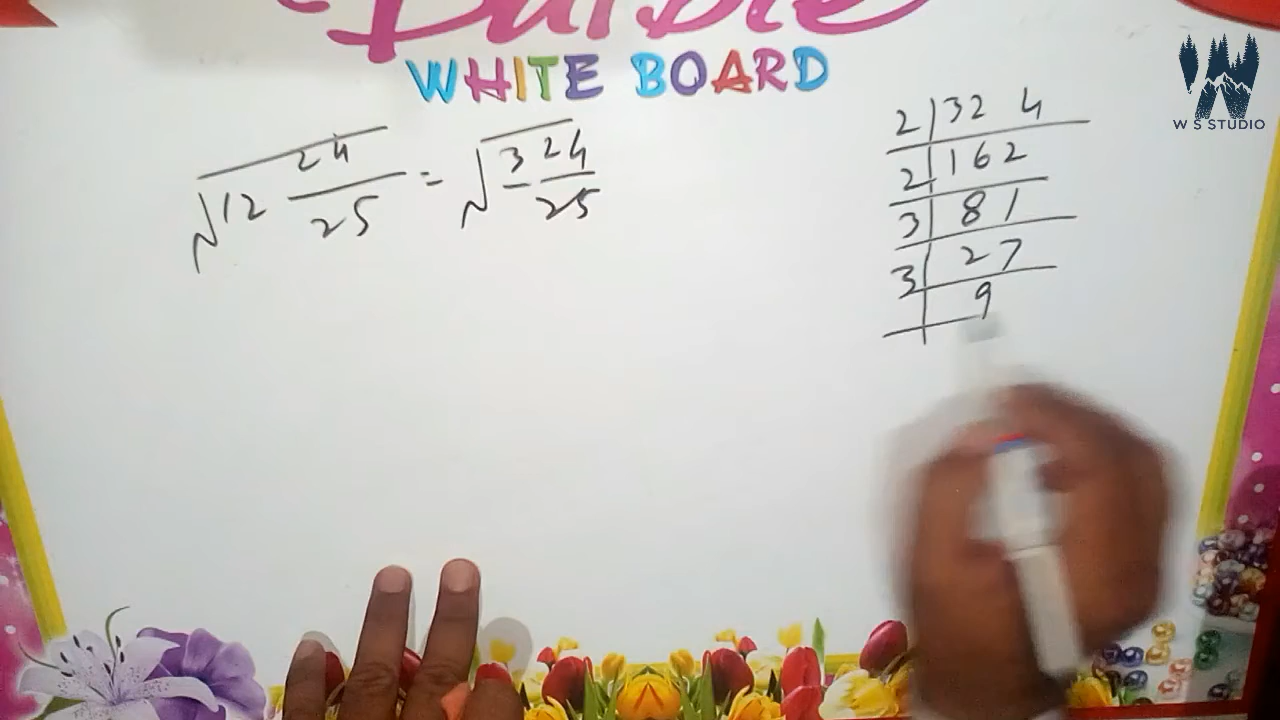 Barbie
WHITE BOARD
W S STUDIO
√12 24/25 = √324/25
2 | 324
2 | 162
3 | 81
3 | 27
9